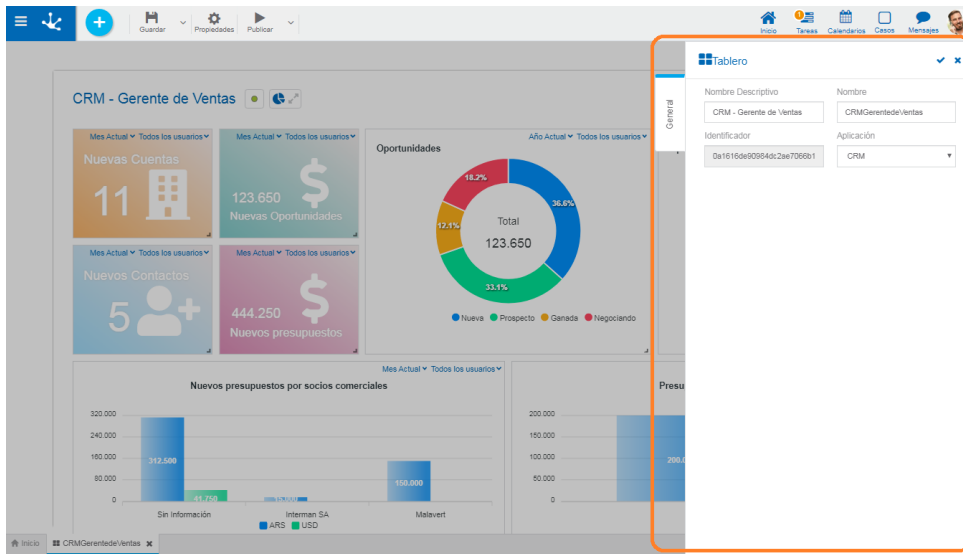 Guardar
Propiedades
Publicar
Inicio
Tareas
Calendarios
Casos
Mensajes
CRM - Gerente de Ventas
Mes Actual Todos los usuarios
Nuevas Cuentas
11
Mes Actual Todos los usuarios
123.650
Nuevas Oportunidades
Año Actual Todos los usuarios
Oportunidades
18.2%
36.6%
12.1%
33.1%
Total
123.650
Nueva Prospecto Ganada Negociando
Mes Actual Todos los usuarios
Nuevos Contactos
5
Mes Actual Todos los usuarios
444.250
Nuevos presupuestos
Mes Actual Todos los usuarios
Nuevos presupuestos por socios comerciales
320.000
240.000
160.000
80.000
0
312.500
41.750
15.000
150.000
Sin Información
Interman SA
Malavert
ARS USD
Presu
200.000
150.000
100.000
50.000
0
General
Tablero
Nombre Descriptivo
CRM - Gerente de Ventas
Nombre
CRMGerentedeVentas
Identificador
0a1616de90984dc2ae7066b1
Aplicación
CRM
Inicio
CRMGerentedeVentas